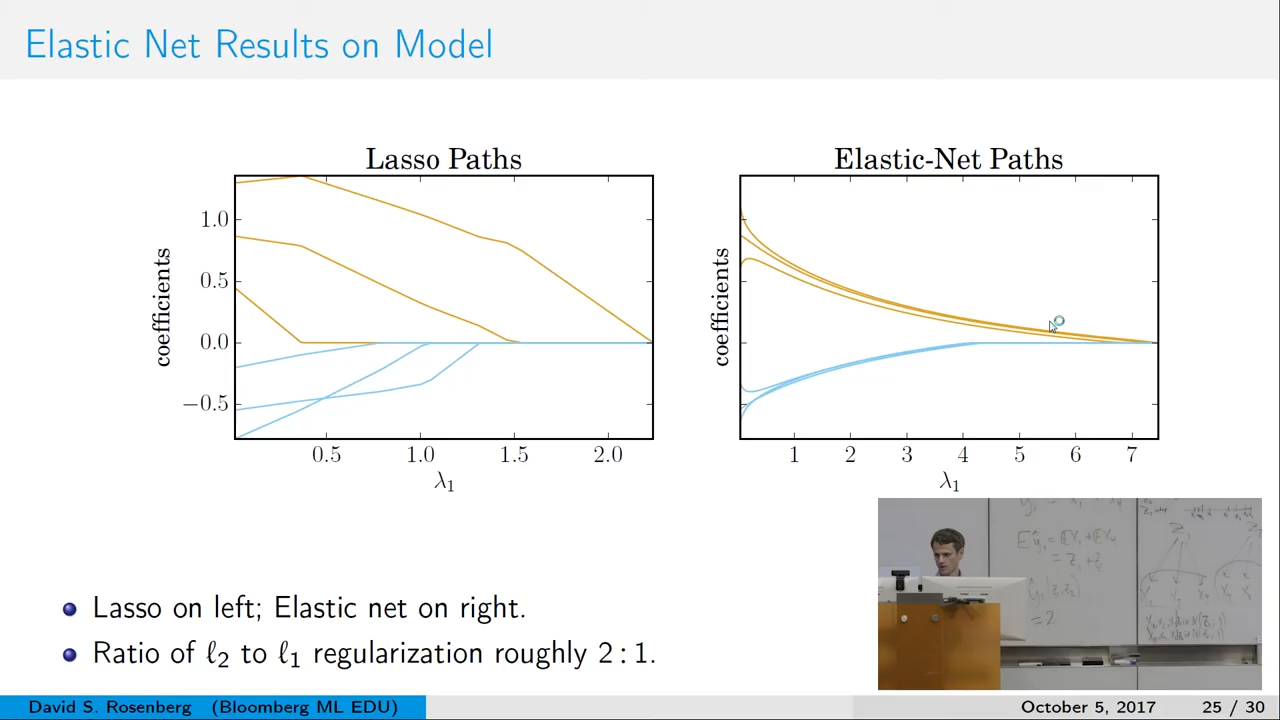 Elastic Net Results on Model
Lasso Paths
coefficients
1.0
0.5
0.0
−0.5
0.5 1.0 1.5 2.0
λ₁
Elastic-Net Paths
coefficients
1 2 3 4 5 6 7
λ₁
Lasso on left; Elastic net on right.
Ratio of ℓ₂ to ℓ₁ regularization roughly 2 : 1.
= 2
David S. Rosenberg (Bloomberg ML EDU) October 5, 2017 25 / 30